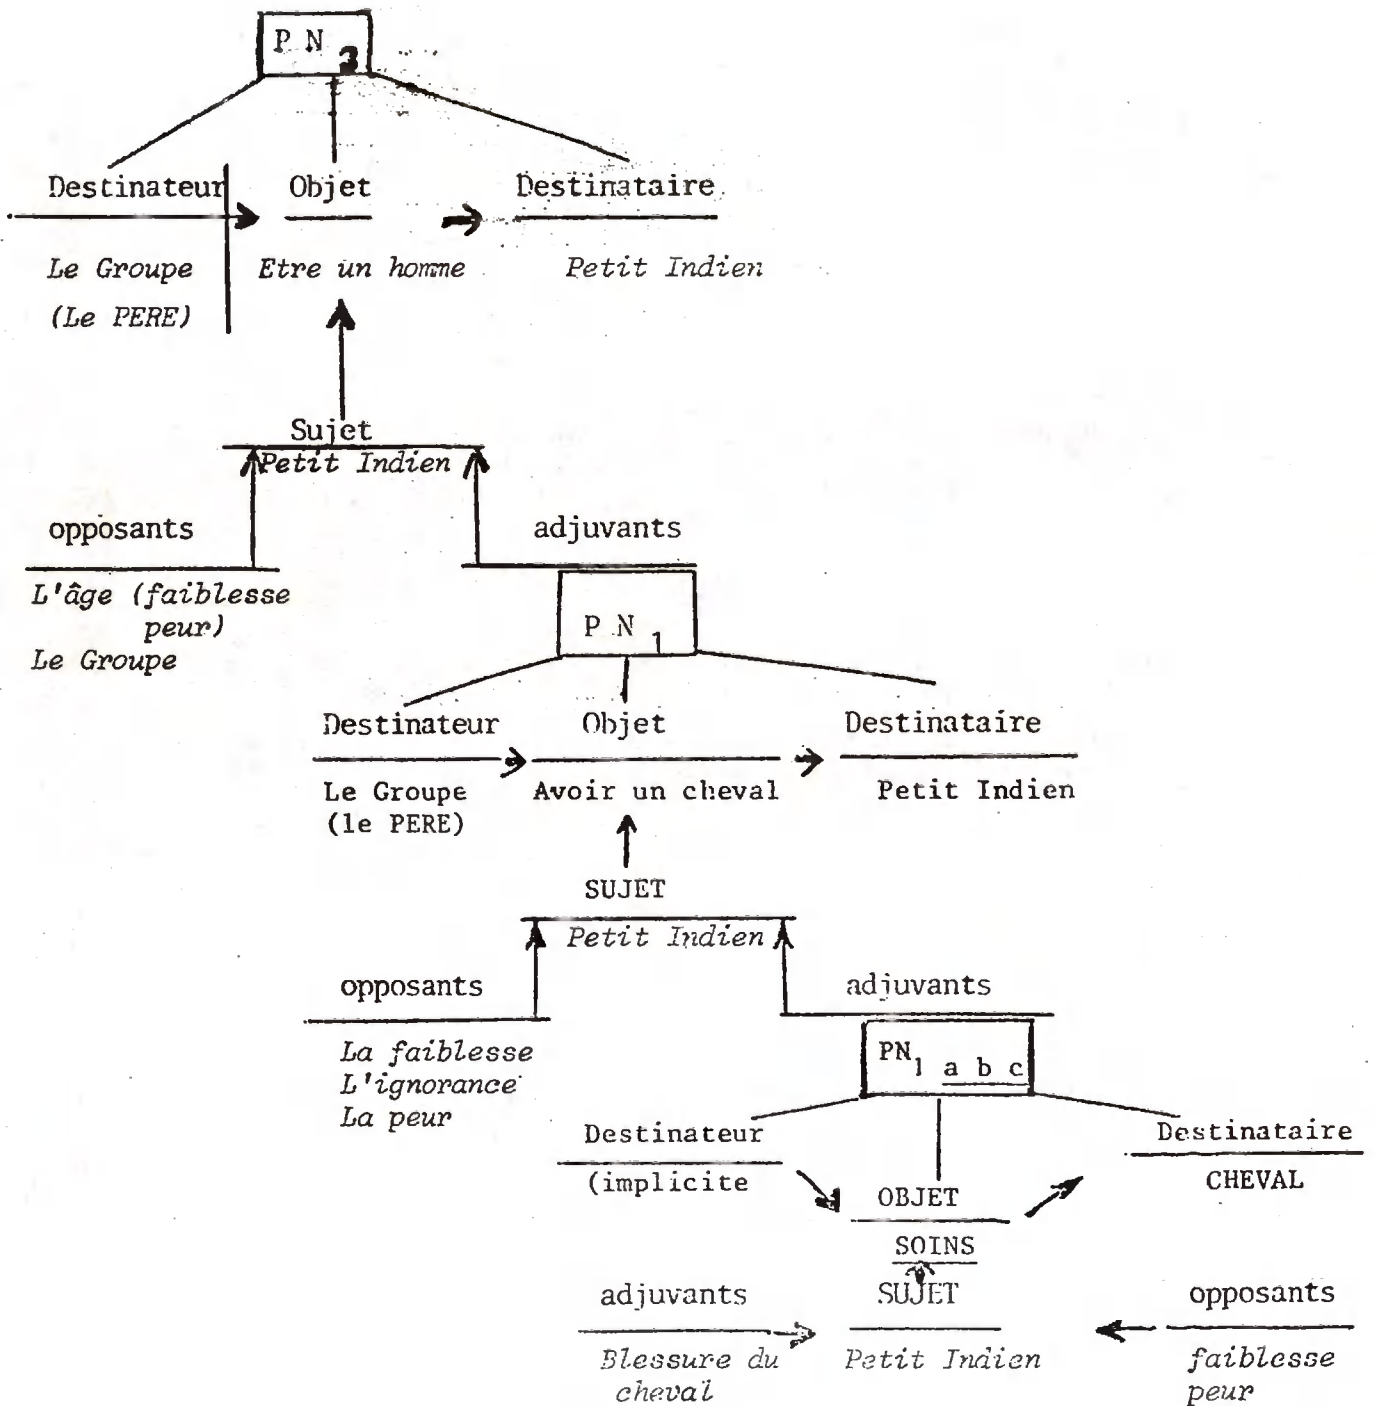 P N 3
Destinateur Objet Destinataire
Le Groupe Etre un homme Petit Indien
(Le PERE)
Sujet
Petit Indien
opposants adjuvants
L'âge (faiblesse
peur)
Le Groupe
P N 1
Destinateur Objet Destinataire
Le Groupe Avoir un cheval Petit Indien
(le PERE)
SUJET
Petit Indien
opposants adjuvants
La faiblesse
L'ignorance
La peur
PN1 a b c
Destinateur Destinataire
(implicite OBJET CHEVAL
SOINS
adjuvants SUJET opposants
Blessure du Petit Indien faiblesse
cheval peur